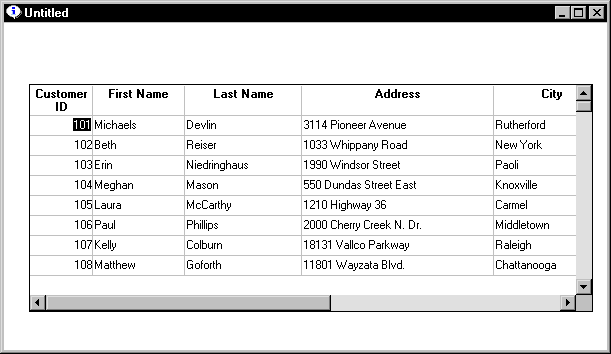 Untitled
Customer ID First Name Last Name Address City
101 Michaels Devlin 3114 Pioneer Avenue Rutherford
102 Beth Reiser 1033 Whippany Road New York
103 Erin Niedringhaus 1990 Windsor Street Paoli
104 Meghan Mason 550 Dundas Street East Knoxville
105 Laura McCarthy 1210 Highway 36 Carmel
106 Paul Phillips 2000 Cherry Creek N. Dr. Middletown
107 Kelly Colburn 18131 Vallco Parkway Raleigh
108 Matthew Goforth 11801 Wayzata Blvd. Chattanooga